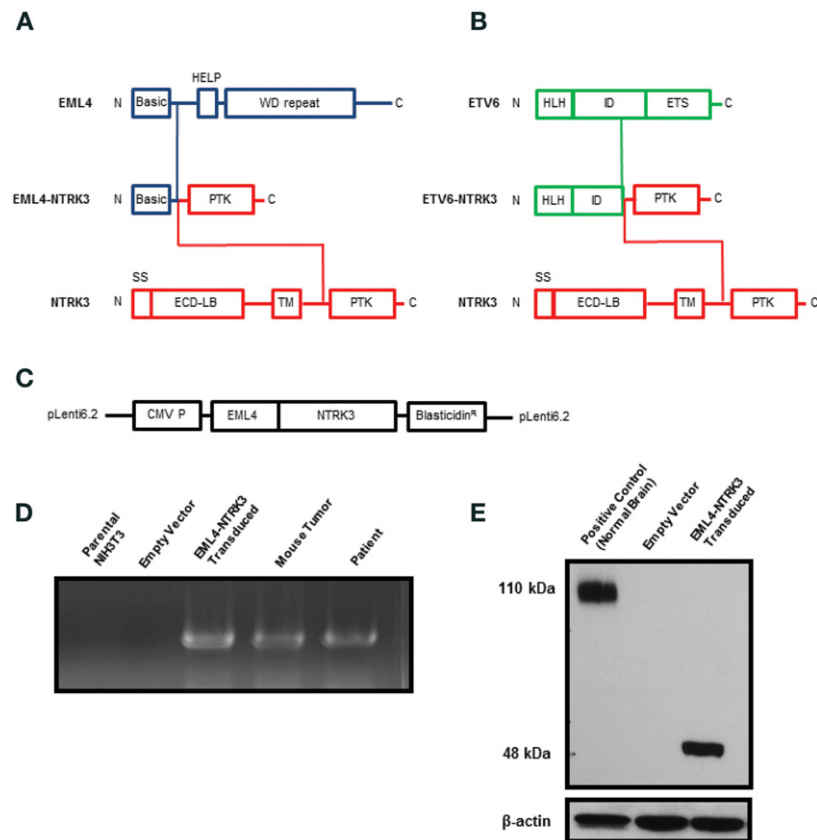 A
EML4 N Basic HELP WD repeat C
EML4-NTRK3 N Basic PTK C
NTRK3 N SS ECD-LB TM PTK C
B
ETV6 N HLH ID ETS C
ETV6-NTRK3 N HLH ID PTK C
NTRK3 N SS ECD-LB TM PTK C
C
pLenti6.2 CMV P EML4 NTRK3 Blasticidinᴿ pLenti6.2
D
Parental
NIH3T3
Empty Vector
EML4-NTRK3
Transduced
Mouse Tumor
Patient
E
Positive Control
(Normal Brain)
Empty Vector
EML4-NTRK3
Transduced
110 kDa
48 kDa
β-actin